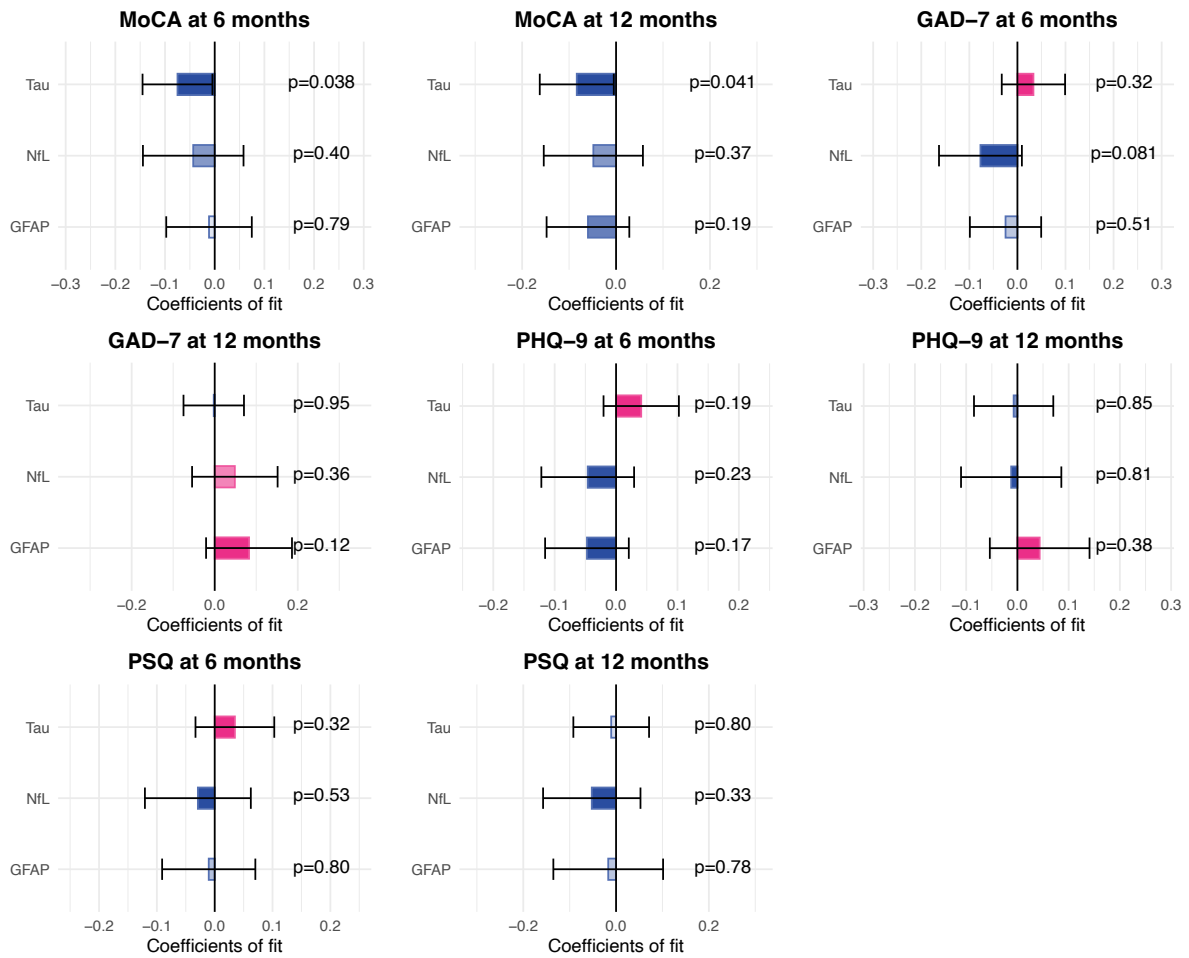 MoCA at 6 months
Tau p=0.038
NfL p=0.40
GFAP p=0.79
−0.3 −0.2 −0.1 0.0 0.1 0.2 0.3
Coefficients of fit
MoCA at 12 months
Tau p=0.041
NfL p=0.37
GFAP p=0.19
−0.2 0.0 0.2
Coefficients of fit
GAD−7 at 6 months
Tau p=0.32
NfL p=0.081
GFAP p=0.51
−0.3 −0.2 −0.1 0.0 0.1 0.2 0.3
Coefficients of fit
GAD−7 at 12 months
Tau p=0.95
NfL p=0.36
GFAP p=0.12
−0.2 0.0 0.2
Coefficients of fit
PHQ−9 at 6 months
Tau p=0.19
NfL p=0.23
GFAP p=0.17
−0.2 −0.1 0.0 0.1 0.2
Coefficients of fit
PHQ−9 at 12 months
Tau p=0.85
NfL p=0.81
GFAP p=0.38
−0.3 −0.2 −0.1 0.0 0.1 0.2 0.3
Coefficients of fit
PSQ at 6 months
Tau p=0.32
NfL p=0.53
GFAP p=0.80
−0.2 −0.1 0.0 0.1 0.2
Coefficients of fit
PSQ at 12 months
Tau p=0.80
NfL p=0.33
GFAP p=0.78
−0.2 0.0 0.2
Coefficients of fit